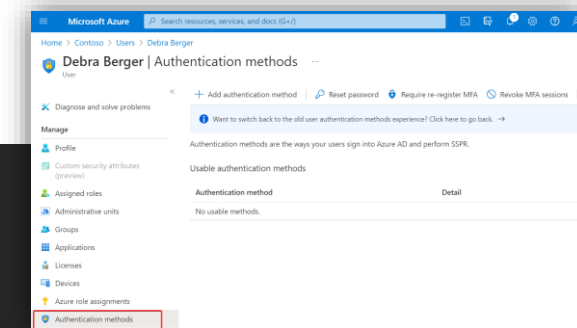 Microsoft Azure
Search resources, services, and docs (G+/)
Home > Contoso > Users > Debra Berger
Debra Berger | Authentication methods ...
User
«
+ Add authentication method
Reset password
Require re-register MFA
Revoke MFA sessions
Diagnose and solve problems
Want to switch back to the old user authentication methods experience? Click here to go back. →
Manage
Authentication methods are the ways your users sign into Azure AD and perform SSPR.
Profile
Custom security attributes
(preview)
Usable authentication methods
Assigned roles
Authentication method Detail
Administrative units
No usable methods.
Groups
Applications
Licenses
Devices
Azure role assignments
Authentication methods